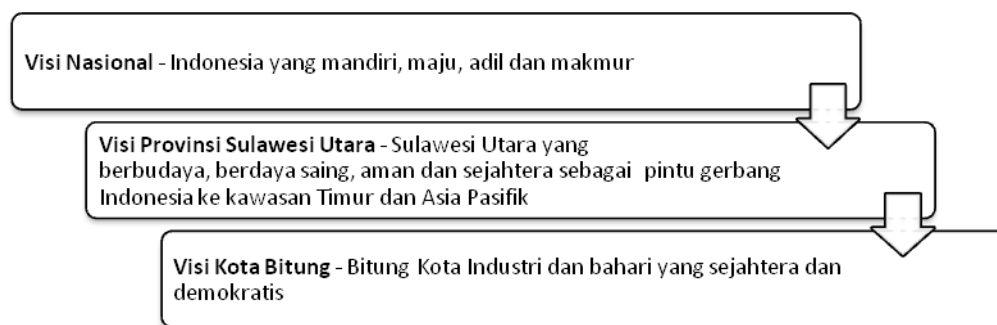 Visi Nasional - Indonesia yang mandiri, maju, adil dan makmur
Visi Provinsi Sulawesi Utara - Sulawesi Utara yang
berbudaya, berdaya saing, aman dan sejahtera sebagai pintu gerbang
Indonesia ke kawasan Timur dan Asia Pasifik
Visi Kota Bitung - Bitung Kota Industri dan bahari yang sejahtera dan
demokratis